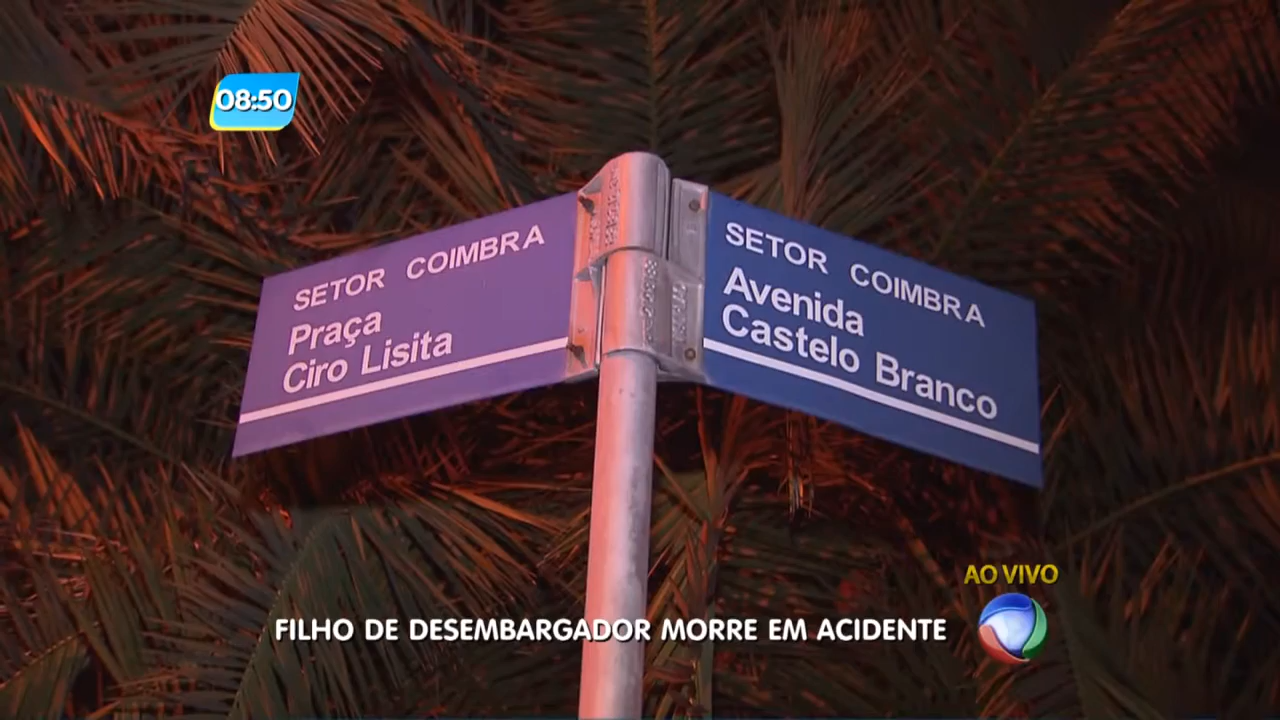 08:50
SETOR COIMBRA
Praça
Ciro Lisita
SETOR COIMBRA
Avenida
Castelo Branco
AO VIVO
FILHO DE DESEMBARGADOR MORRE EM ACIDENTE